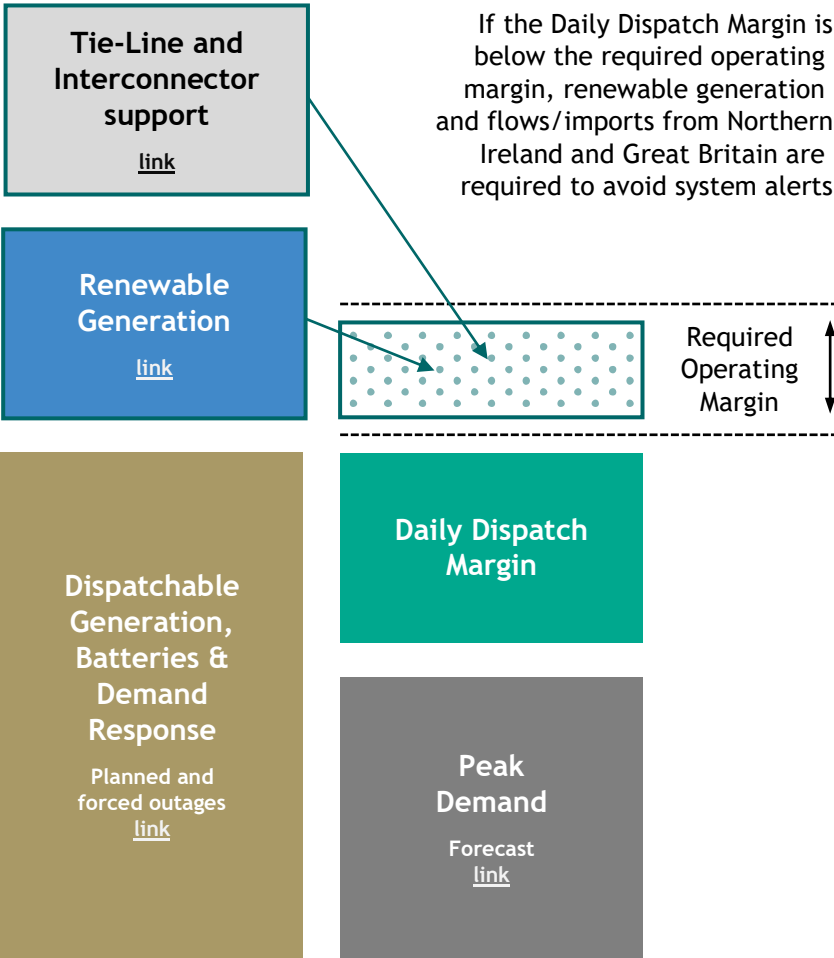 Tie-Line and
Interconnector
support
link
If the Daily Dispatch Margin is
below the required operating
margin, renewable generation
and flows/imports from Northern
Ireland and Great Britain are
required to avoid system alerts
Renewable
Generation
link
Required
Operating
Margin
Daily Dispatch
Margin
Dispatchable
Generation,
Batteries &
Demand
Response
Planned and
forced outages
link
Peak
Demand
Forecast
link